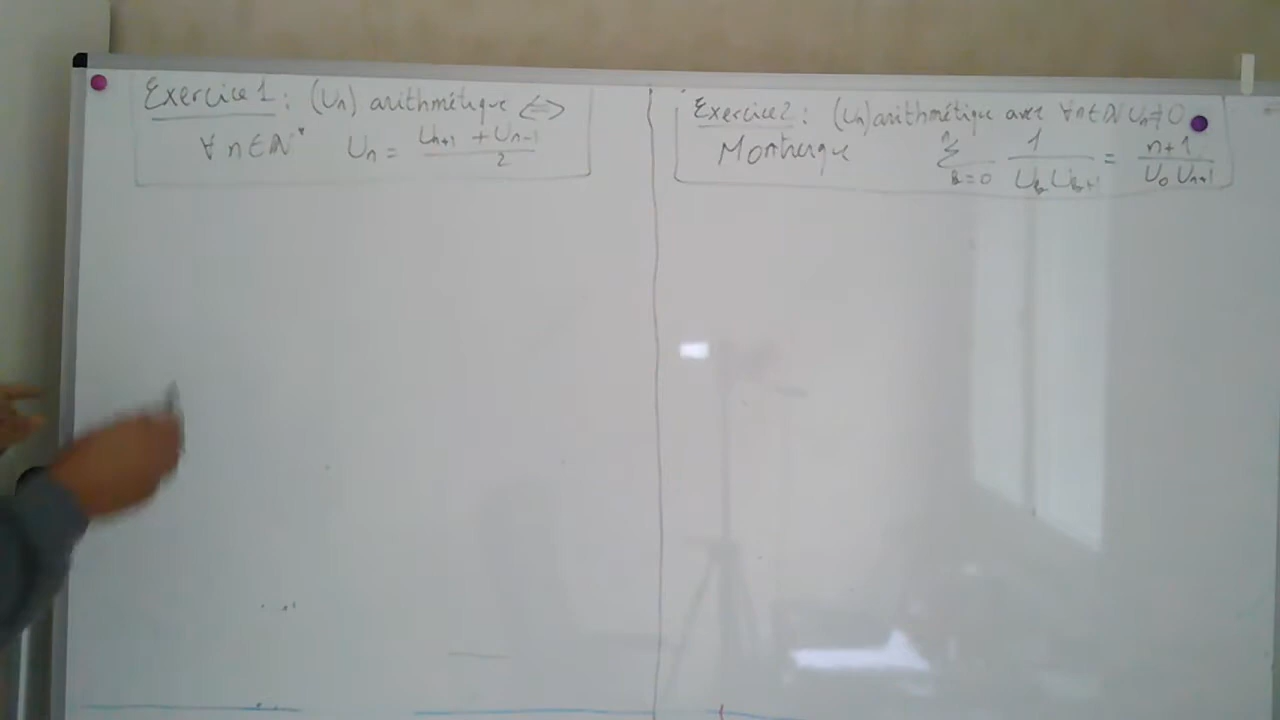 Exercice 1 : (Un) arithmétique ⟺
∀ n ∈ ℕ* Un = (Un+1 + Un-1)/2
Exercice 2 : (Un) arithmétique avec ∀n∈ℕ Un≠0
Montrer que ∑_{k=0}^{n} 1/(Uk Uk+1) = (n+1)/(U0 Un+1)